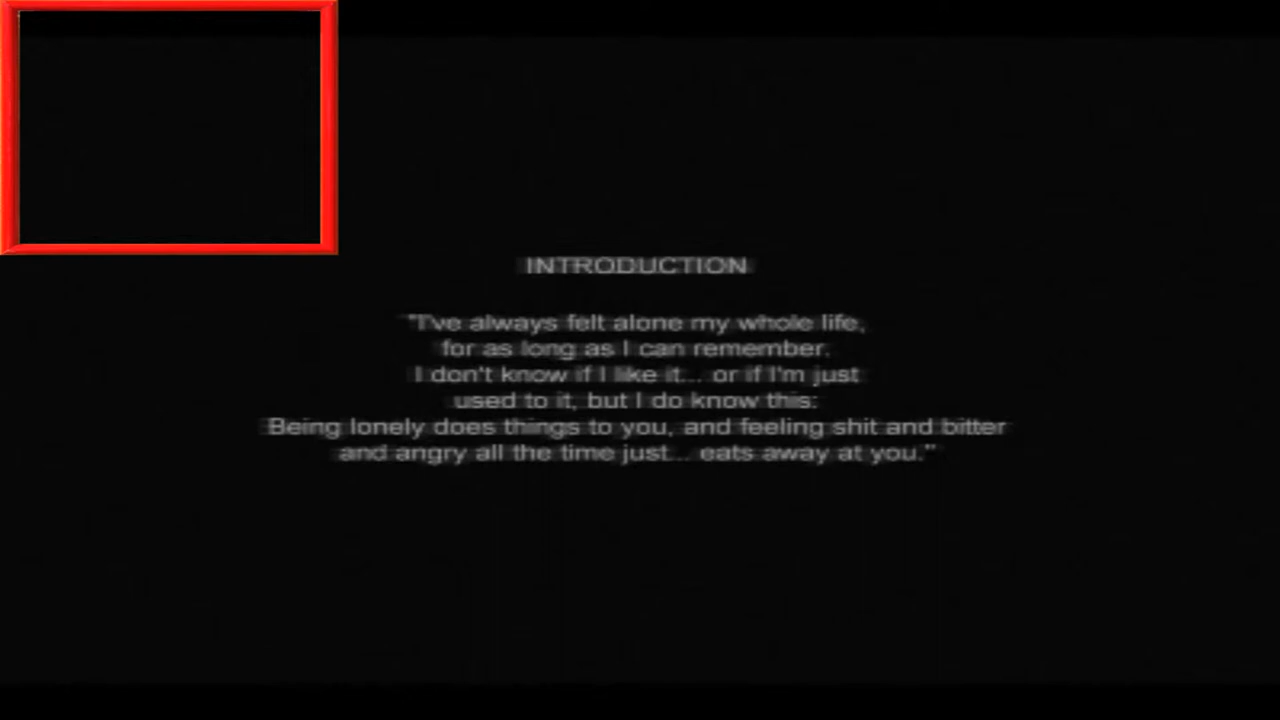 INTRODUCTION
"I've always felt alone my whole life,
for as long as I can remember.
I don't know if I like it... or if I'm just
used to it, but I do know this:
Being lonely does things to you, and feeling shit and bitter
and angry all the time just... eats away at you."